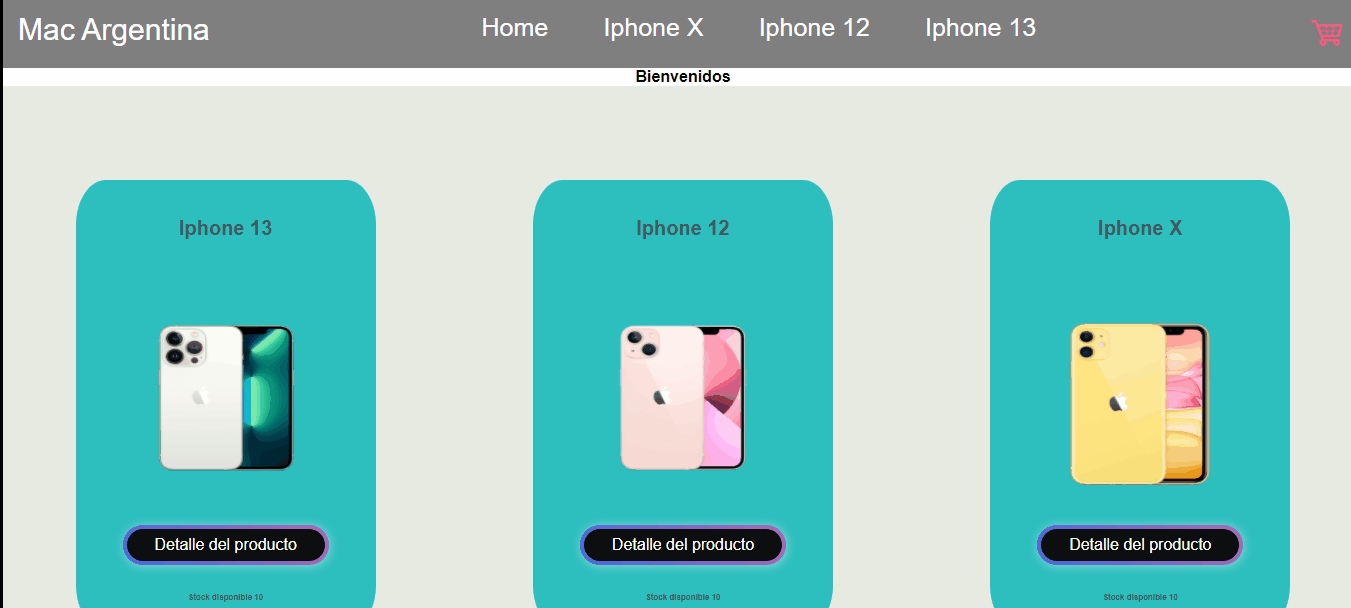 Mac Argentina
Home
Iphone X
Iphone 12
Iphone 13
Bienvenidos
Iphone 13
Iphone 12
Iphone X
Detalle del producto
Detalle del producto
Detalle del producto
Stock disponible 10
Stock disponible 10
Stock disponible 10